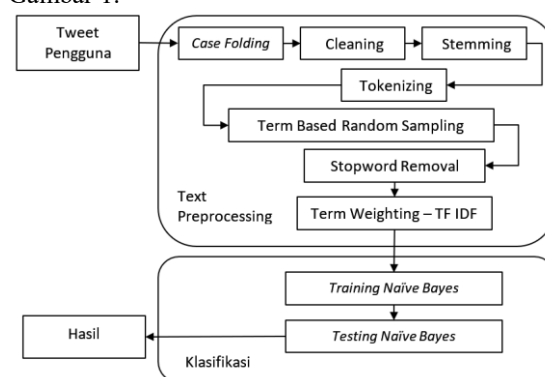 Gambar 1.
Tweet
Pengguna
Case Folding
Cleaning
Stemming
Tokenizing
Term Based Random Sampling
Stopword Removal
Text
Preprocessing
Term Weighting – TF IDF
Training Naïve Bayes
Hasil
Testing Naïve Bayes
Klasifikasi